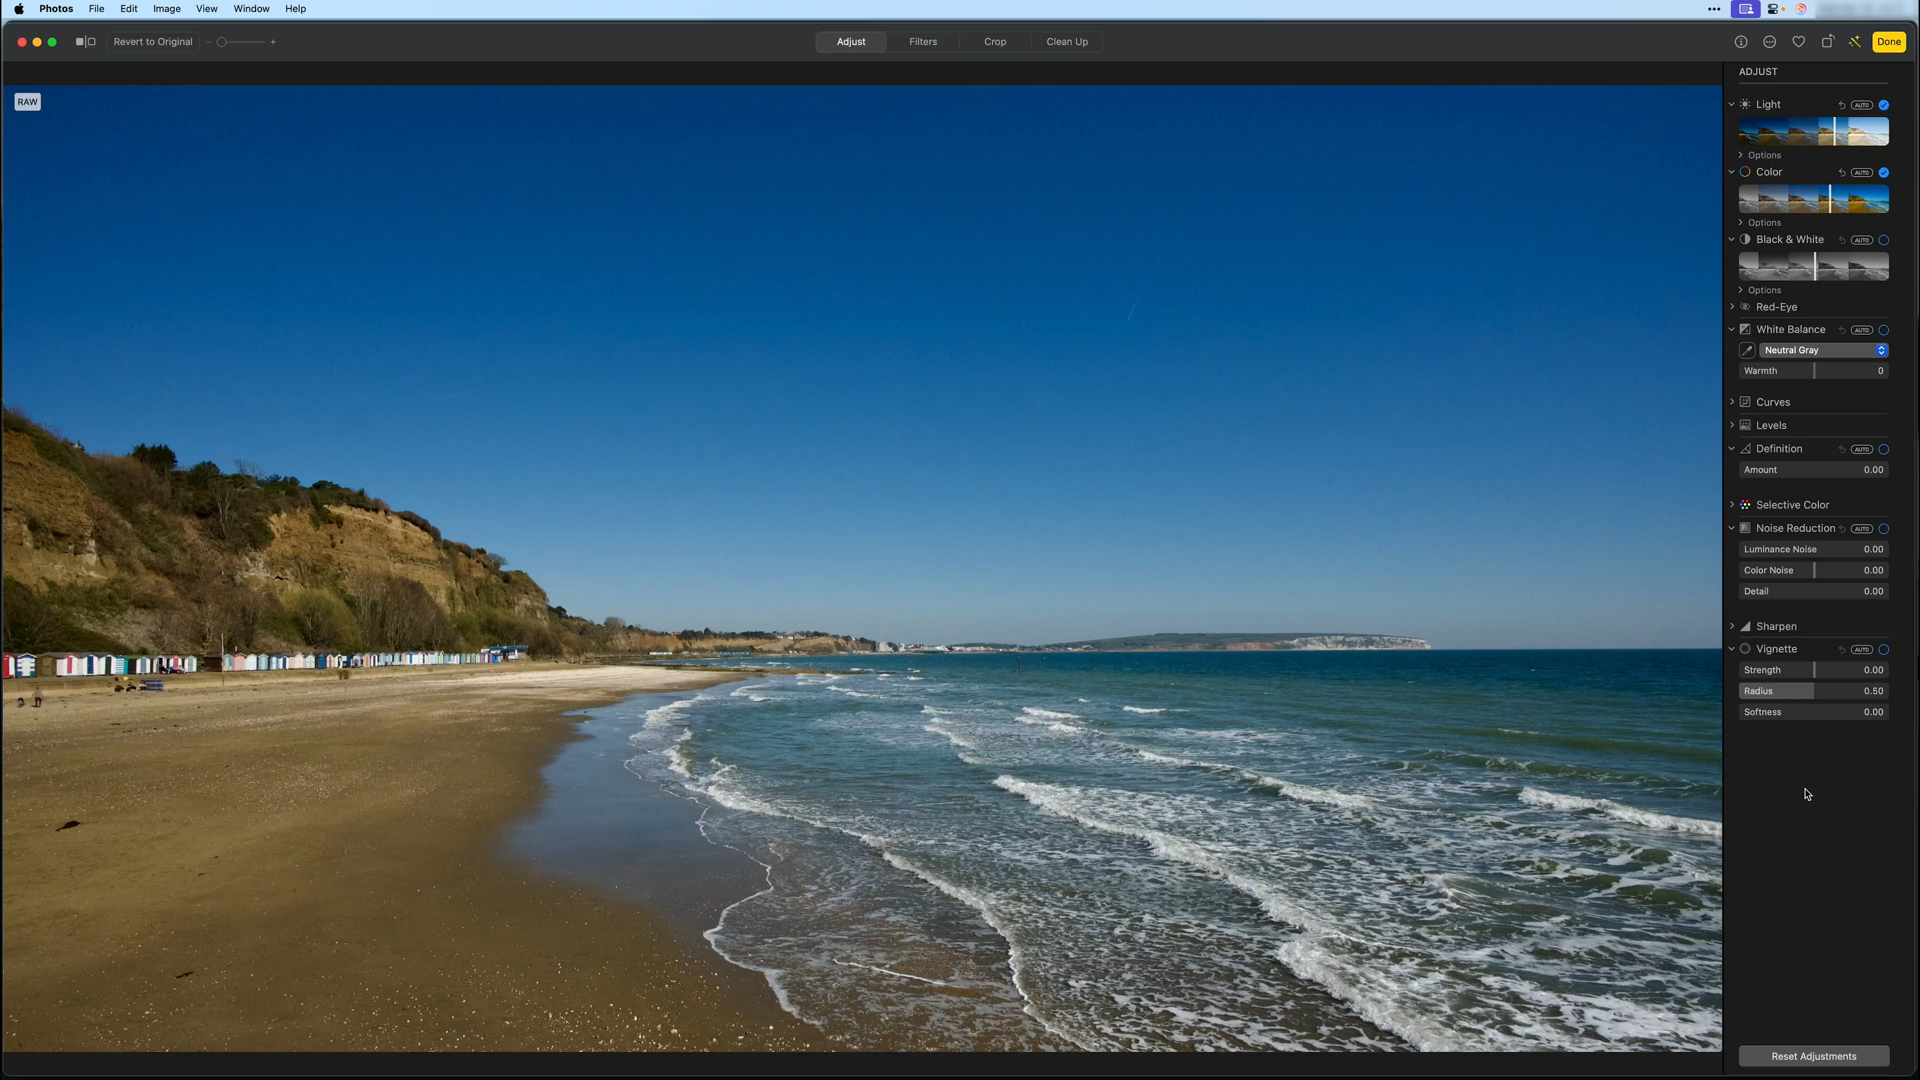 Photos File Edit Image View Window Help
Revert to Original - + Adjust Filters Crop Clean Up Done
RAW
ADJUST
Light AUTO
Options
Color AUTO
Options
Black & White AUTO
Options
Red-Eye
White Balance AUTO
Neutral Gray
Warmth 0
Curves
Levels
Definition AUTO
Amount 0.00
Selective Color
Noise Reduction AUTO
Luminance Noise 0.00
Color Noise 0.00
Detail 0.00
Sharpen
Vignette AUTO
Strength 0.00
Radius 0.50
Softness 0.00
Reset Adjustments